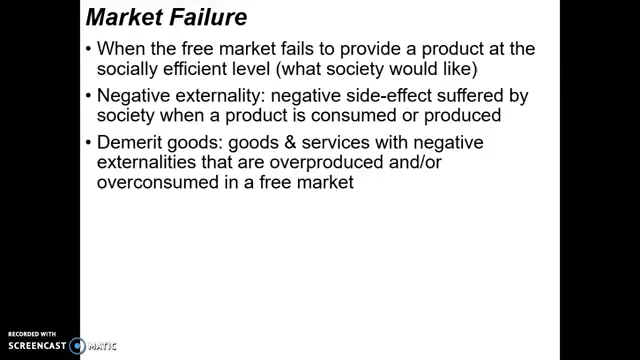 Market Failure
• When the free market fails to provide a product at the
socially efficient level (what society would like)
• Negative externality: negative side-effect suffered by
society when a product is consumed or produced
• Demerit goods: goods & services with negative
externalities that are overproduced and/or
overconsumed in a free market
RECORDED WITH
SCREENCAST MATIC